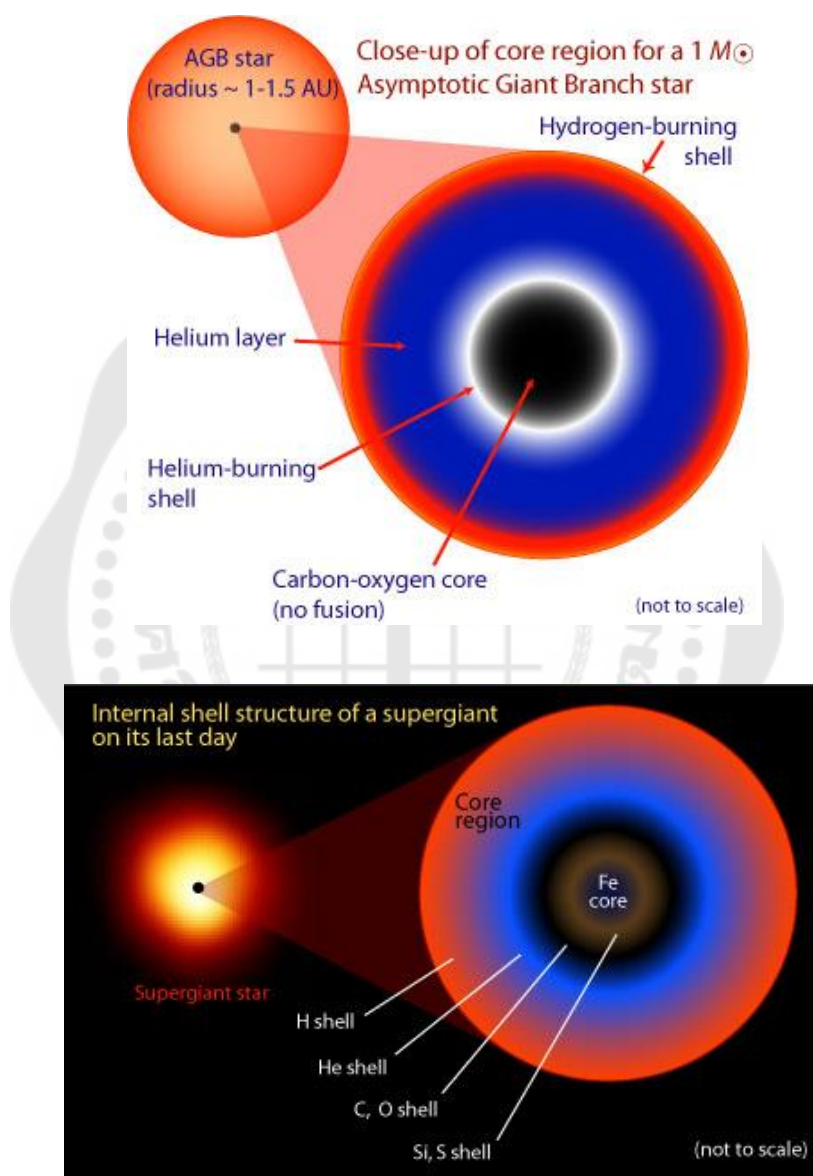 AGB star
(radius ~ 1-1.5 AU)
Close-up of core region for a 1 M☉
Asymptotic Giant Branch star
Hydrogen-burning
shell
Helium layer
Helium-burning
shell
Carbon-oxygen core
(no fusion)
(not to scale)
Internal shell structure of a supergiant
on its last day
Core
region
Fe
core
Supergiant star
H shell
He shell
C, O shell
Si, S shell
(not to scale)